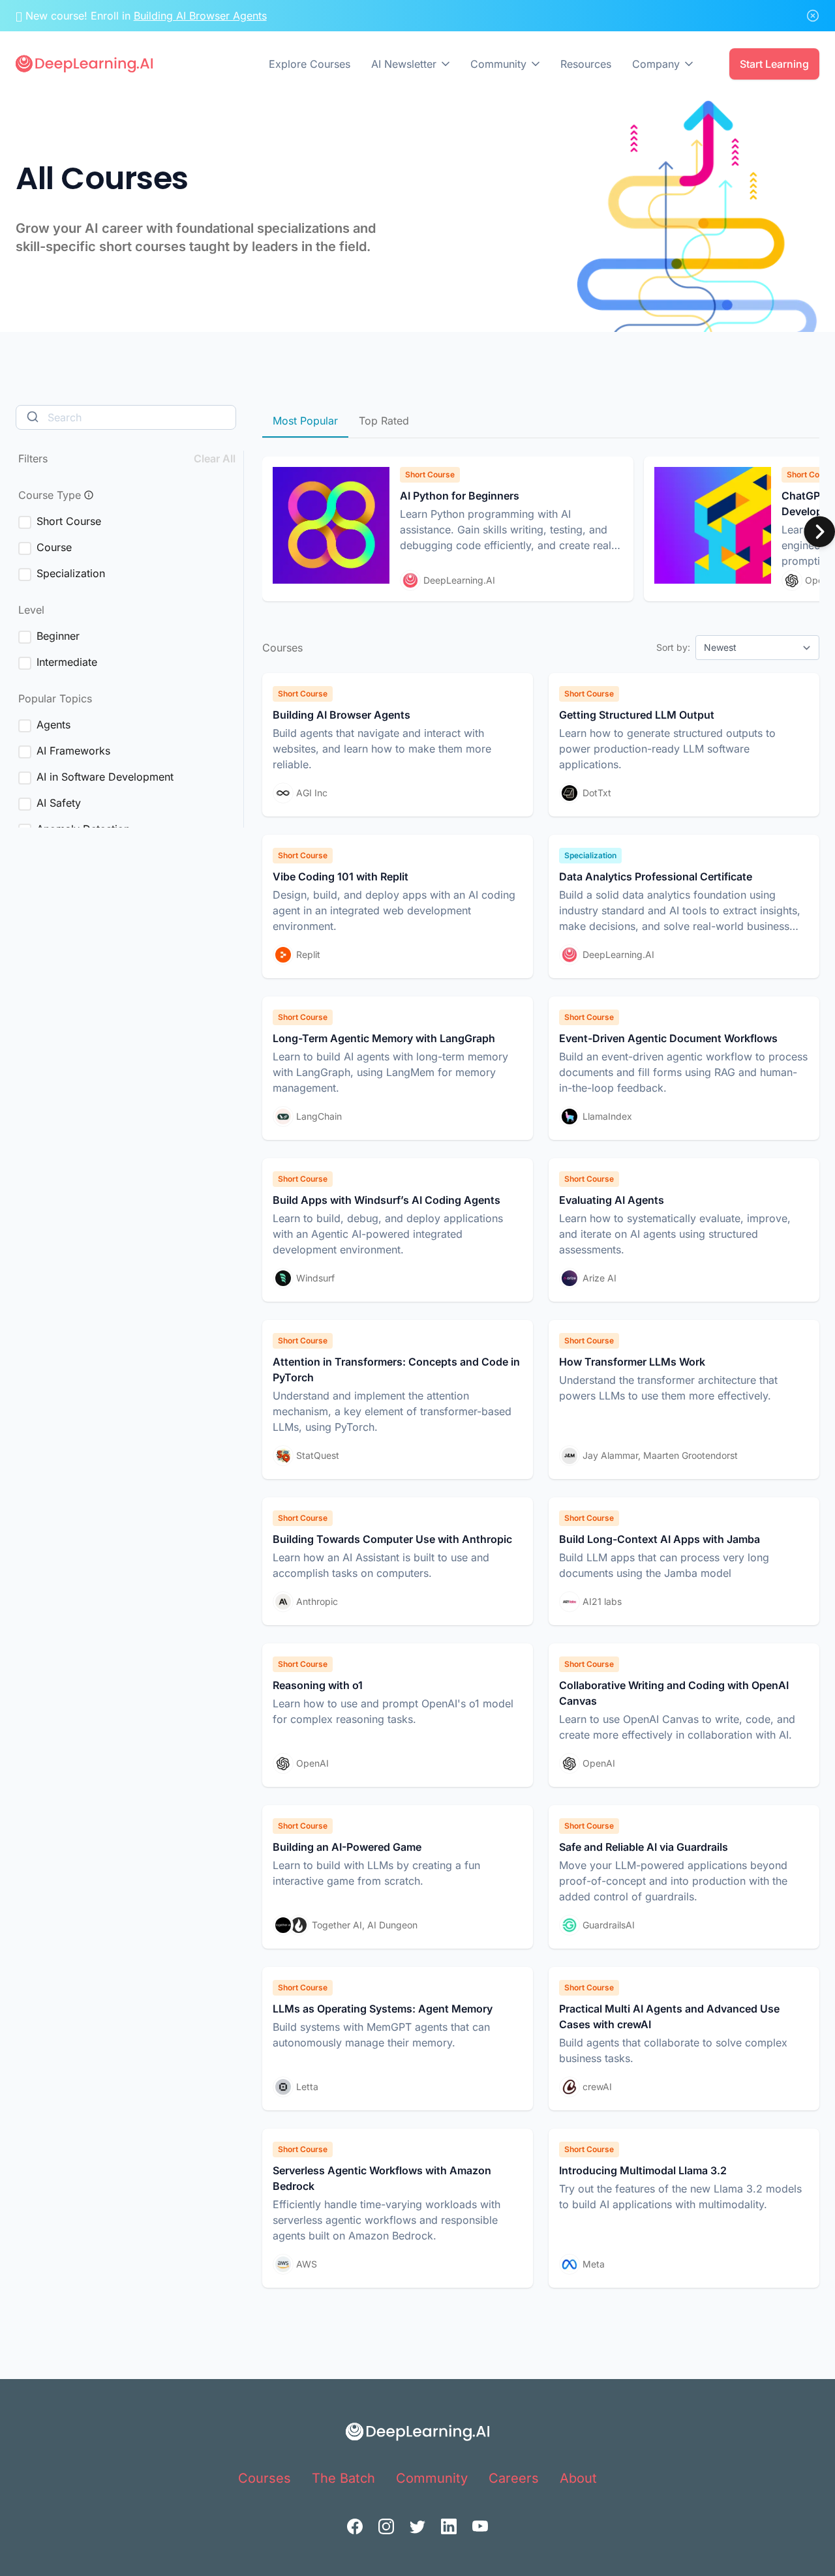 New course! Enroll in Building AI Browser Agents
DeepLearning.AI
Explore Courses
AI Newsletter
Community
Resources
Company
Start Learning
All Courses
Grow your AI career with foundational specializations and
skill-specific short courses taught by leaders in the field.
Search
Filters
Clear All
Course Type
Short Course
Course
Specialization
Level
Beginner
Intermediate
Popular Topics
Agents
AI Frameworks
AI in Software Development
AI Safety
Most Popular
Top Rated
Short Course
AI Python for Beginners
Learn Python programming with AI
assistance. Gain skills writing, testing, and
debugging code efficiently, and create real...
DeepLearning.AI
Courses
Sort by:
Newest
Short Course
Building AI Browser Agents
Build agents that navigate and interact with
websites, and learn how to make them more
reliable.
AGI Inc
Short Course
Getting Structured LLM Output
Learn how to generate structured outputs to
power production-ready LLM software
applications.
DotTxt
Short Course
Vibe Coding 101 with Replit
Design, build, and deploy apps with an AI coding
agent in an integrated web development
environment.
Replit
Specialization
Data Analytics Professional Certificate
Build a solid data analytics foundation using
industry standard and AI tools to extract insights,
make decisions, and solve real-world business...
DeepLearning.AI
Short Course
Long-Term Agentic Memory with LangGraph
Learn to build AI agents with long-term memory
with LangGraph, using LangMem for memory
management.
LangChain
Short Course
Event-Driven Agentic Document Workflows
Build an event-driven agentic workflow to process
documents and fill forms using RAG and human-
in-the-loop feedback.
LlamaIndex
Short Course
Build Apps with Windsurf's AI Coding Agents
Learn to build, debug, and deploy applications
with an Agentic AI-powered integrated
development environment.
Windsurf
Short Course
Evaluating AI Agents
Learn how to systematically evaluate, improve,
and iterate on AI agents using structured
assessments.
Arize AI
Short Course
Attention in Transformers: Concepts and Code in
PyTorch
Understand and implement the attention
mechanism, a key element of transformer-based
LLMs, using PyTorch.
StatQuest
Short Course
How Transformer LLMs Work
Understand the transformer architecture that
powers LLMs to use them more effectively.
Jay Alammar, Maarten Grootendorst
Short Course
Building Towards Computer Use with Anthropic
Learn how an AI Assistant is built to use and
accomplish tasks on computers.
Anthropic
Short Course
Build Long-Context AI Apps with Jamba
Build LLM apps that can process very long
documents using the Jamba model
AI21 labs
Short Course
Reasoning with o1
Learn how to use and prompt OpenAI's o1 model
for complex reasoning tasks.
OpenAI
Short Course
Collaborative Writing and Coding with OpenAI
Canvas
Learn to use OpenAI Canvas to write, code, and
create more effectively in collaboration with AI.
OpenAI
Short Course
Building an AI-Powered Game
Learn to build with LLMs by creating a fun
interactive game from scratch.
Together AI, AI Dungeon
Short Course
Safe and Reliable AI via Guardrails
Move your LLM-powered applications beyond
proof-of-concept and into production with the
added control of guardrails.
GuardrailsAI
Short Course
LLMs as Operating Systems: Agent Memory
Build systems with MemGPT agents that can
autonomously manage their memory.
Letta
Short Course
Practical Multi AI Agents and Advanced Use
Cases with crewAI
Build agents that collaborate to solve complex
business tasks.
crewAI
Short Course
Serverless Agentic Workflows with Amazon
Bedrock
Efficiently handle time-varying workloads with
serverless agentic workflows and responsible
agents built on Amazon Bedrock.
AWS
Short Course
Introducing Multimodal Llama 3.2
Try out the features of the new Llama 3.2 models
to build AI applications with multimodality.
Meta
DeepLearning.AI
Courses
The Batch
Community
Careers
About